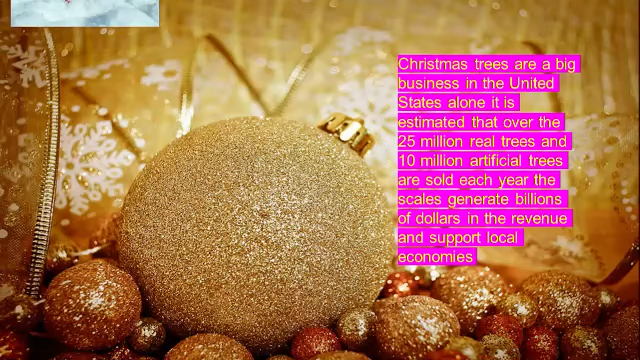 Christmas trees are a big
business in the United
States alone it is
estimated that over the
25 million real trees and
10 million artificial trees
are sold each year the
scales generate billions
of dollars in the revenue
and support local
economies